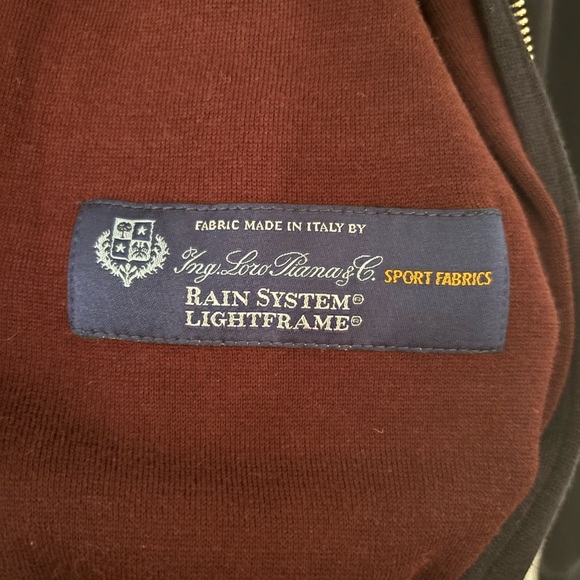 FABRIC MADE IN ITALY BY
Ing. Loro Piana & C. SPORT FABRICS
RAIN SYSTEM®
LIGHTFRAME®